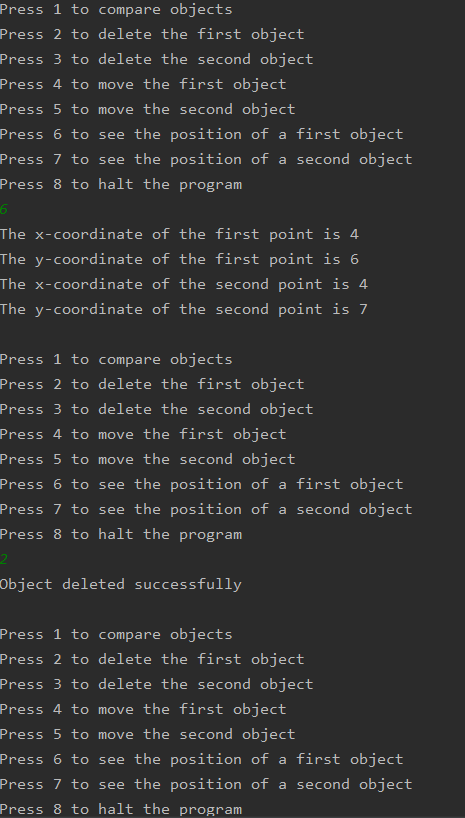 Press 1 to compare objects
Press 2 to delete the first object
Press 3 to delete the second object
Press 4 to move the first object
Press 5 to move the second object
Press 6 to see the position of a first object
Press 7 to see the position of a second object
Press 8 to halt the program
6
The x-coordinate of the first point is 4
The y-coordinate of the first point is 6
The x-coordinate of the second point is 4
The y-coordinate of the second point is 7
Press 1 to compare objects
Press 2 to delete the first object
Press 3 to delete the second object
Press 4 to move the first object
Press 5 to move the second object
Press 6 to see the position of a first object
Press 7 to see the position of a second object
Press 8 to halt the program
2
Object deleted successfully
Press 1 to compare objects
Press 2 to delete the first object
Press 3 to delete the second object
Press 4 to move the first object
Press 5 to move the second object
Press 6 to see the position of a first object
Press 7 to see the position of a second object
Press 8 to halt the program